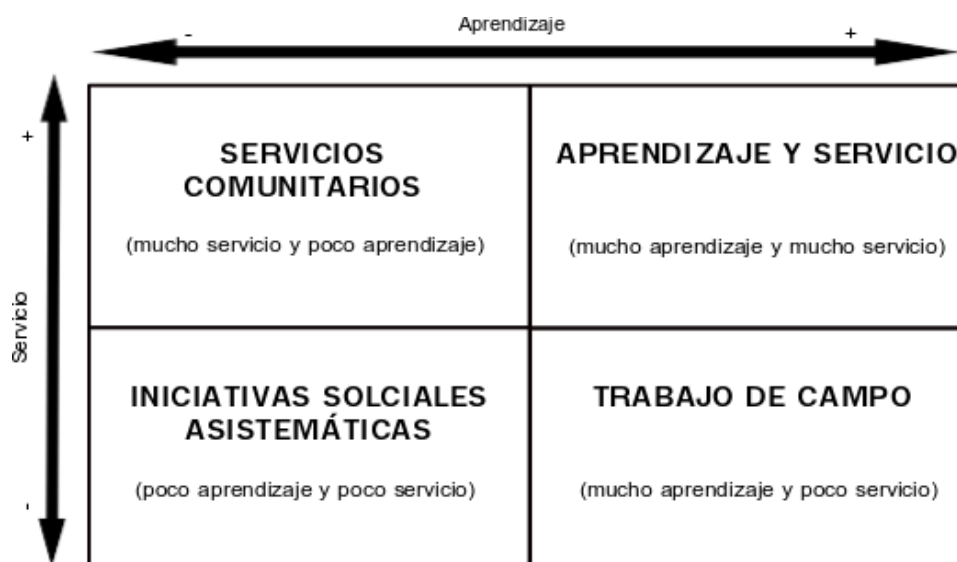 Aprendizaje
- +
+
Servicio
-
SERVICIOS
COMUNITARIOS
(mucho servicio y poco aprendizaje)
APRENDIZAJE Y SERVICIO
(mucho aprendizaje y mucho servicio)
INICIATIVAS SOLCIALES
ASISTEMÁTICAS
(poco aprendizaje y poco servicio)
TRABAJO DE CAMPO
(mucho aprendizaje y poco servicio)